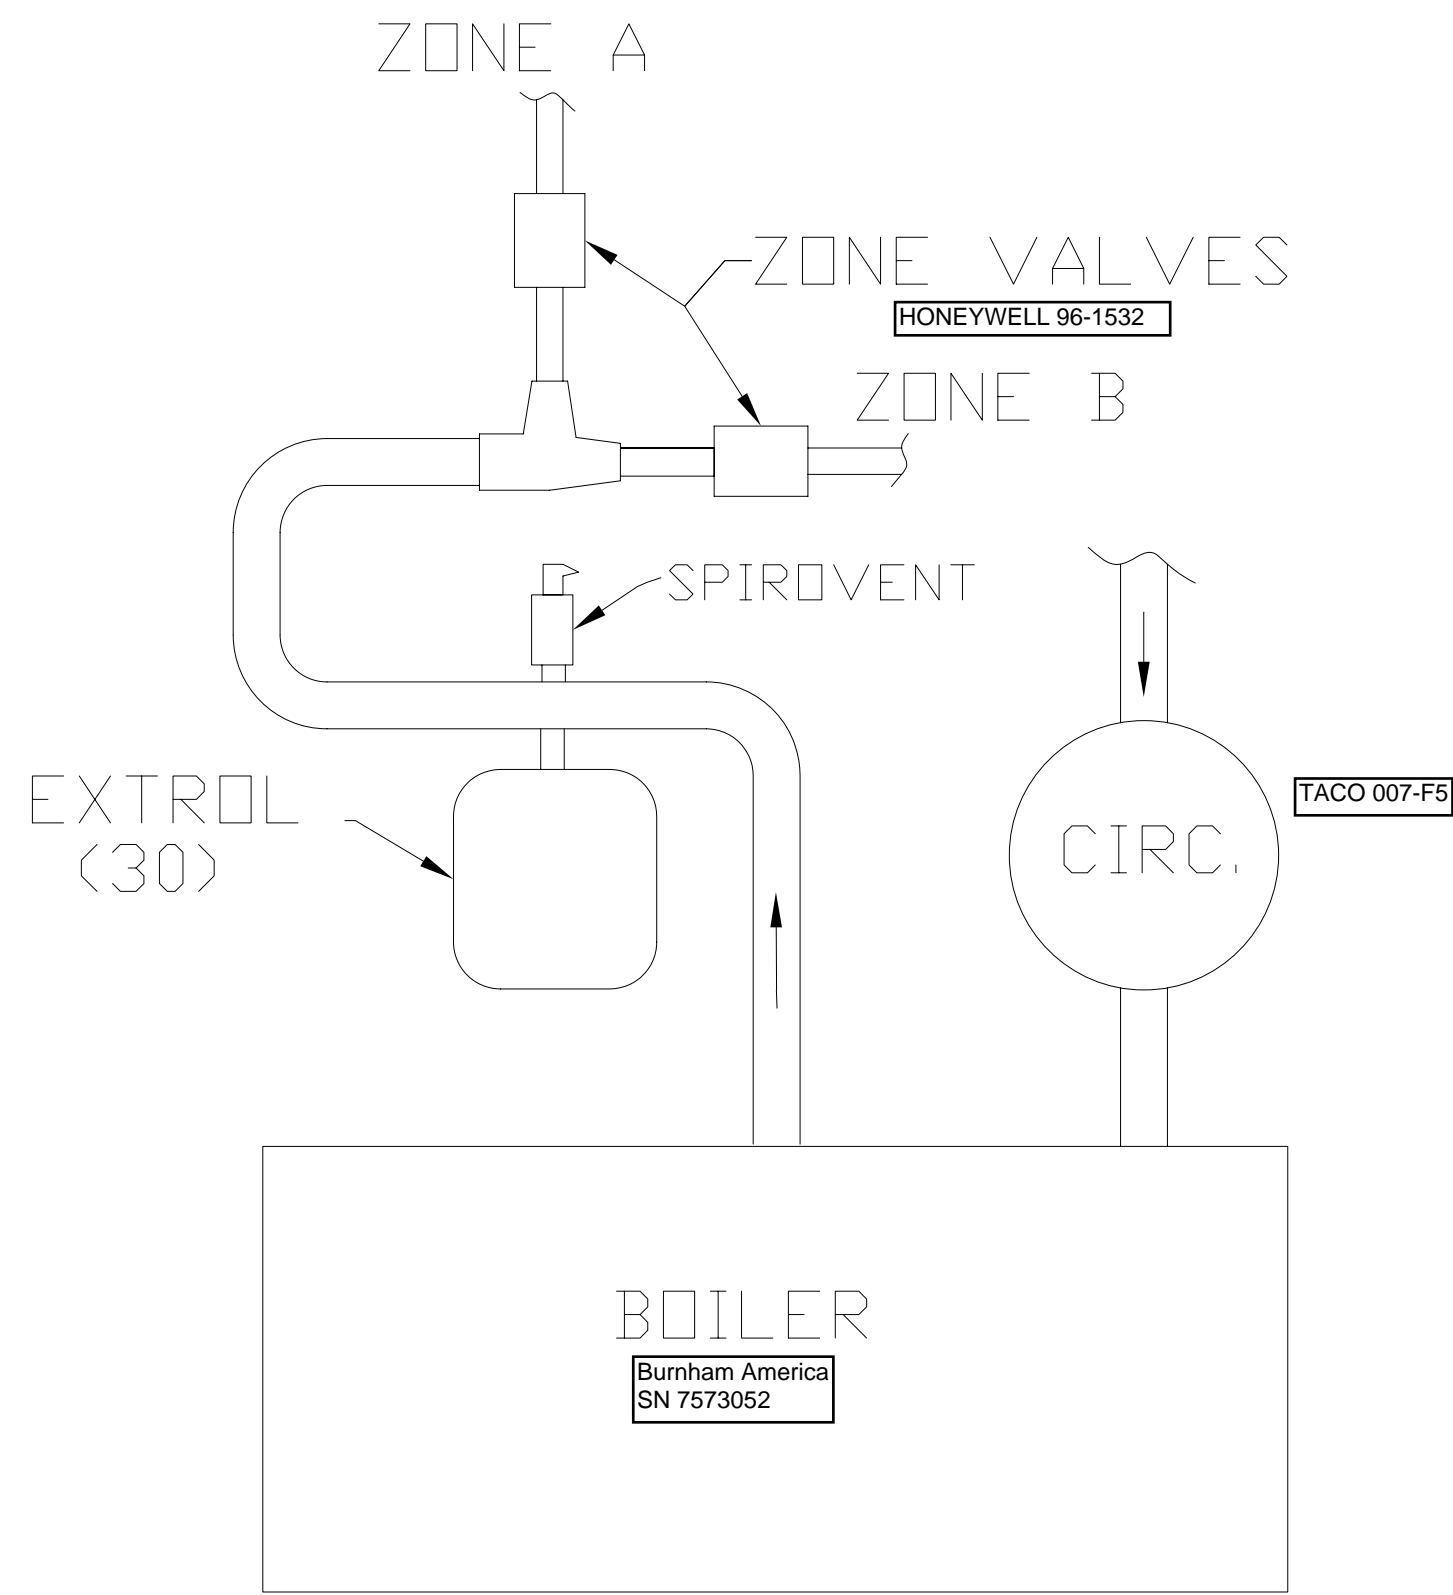 ZONE A
ZONE VALVES
HONEYWELL 96-1532
ZONE B
SPIROVENT
EXTROL
(30)
TACO 007-F5
CIRC.
BOILER
Burnham America
SN 7573052